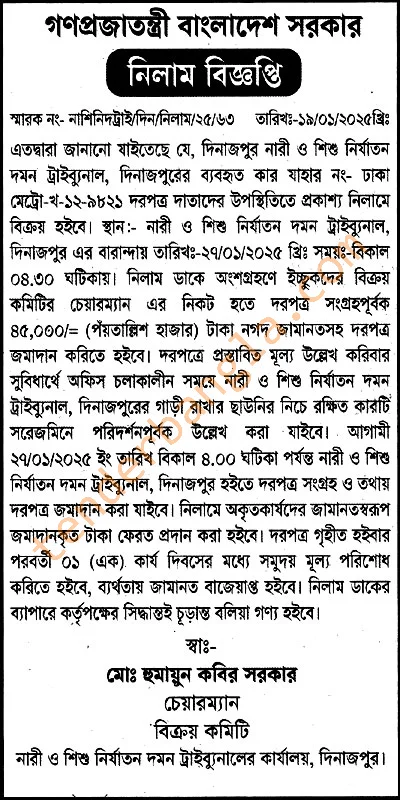 গণপ্রজাতন্ত্রী বাংলাদেশ সরকার
নিলাম বিজ্ঞপ্তি
স্মারক নং- নাশিনিদট্রাই/দিন/নিলাম/২৫/৬৩ তারিখ:-১৯/০১/২০২৫খ্রিঃ
এতদ্বারা জানানো যাইতেছে যে, দিনাজপুর নারী ও শিশু নির্যাতন
দমন ট্রাইব্যুনাল, দিনাজপুরের ব্যবহৃত কার যাহার নং- ঢাকা
মেট্রো-খ-১২-৯৮২১ দরপত্র দাতাদের উপস্থিতিতে প্রকাশ্য নিলামে
বিক্রয় হইবে। স্থান:- নারী ও শিশু নির্যাতন দমন ট্রাইব্যুনাল,
দিনাজপুর এর বারান্দায় তারিখ:-২৭/০১/২০২৫ খ্রিঃ সময়:-বিকাল
০৪.৩০ ঘটিকায়। নিলাম ডাকে অংশগ্রহণে ইচ্ছুকদের বিক্রয়
কমিটির চেয়ারম্যান এর নিকট হতে দরপত্র সংগ্রহপূর্বক
৪৫,০০০/= (পঁয়তাল্লিশ হাজার) টাকা নগদ জামানতসহ দরপত্র
জমাদান করিতে হইবে। দরপত্রে প্রস্তাবিত মূল্য উল্লেখ করিবার
সুবিধার্থে অফিস চলাকালীন সময়ে নারী ও শিশু নির্যাতন দমন
ট্রাইব্যুনাল, দিনাজপুরের গাড়ী রাখার ছাউনির নিচে রক্ষিত কারটি
সরেজমিনে পরিদর্শনপূর্বক উল্লেখ করা যাইবে। আগামী
২৭/০১/২০২৫ ইং তারিখ বিকাল ৪.০০ ঘটিকা পর্যন্ত নারী ও শিশু
নির্যাতন দমন ট্রাইব্যুনাল, দিনাজপুর হইতে দরপত্র সংগ্রহ ও তথায়
দরপত্র জমাদান করা যাইবে। নিলামে অকৃতকার্যদের জামানতস্বরূপ
জমাদানকৃত টাকা ফেরত প্রদান করা হইবে। দরপত্র গৃহীত হইবার
পরবর্তী ০১ (এক) কার্য দিবসের মধ্যে সমুদয় মূল্য পরিশোধ
করিতে হইবে, ব্যর্থতায় জামানত বাজেয়াপ্ত হইবে। নিলাম ডাকের
ব্যাপারে কর্তৃপক্ষের সিদ্ধান্তই চূড়ান্ত বলিয়া গণ্য হইবে।
স্বাঃ-
মোঃ হুমায়ুন কবির সরকার
চেয়ারম্যান
বিক্রয় কমিটি
নারী ও শিশু নির্যাতন দমন ট্রাইব্যুনালের কার্যালয়, দিনাজপুর।
tenderbangla.com